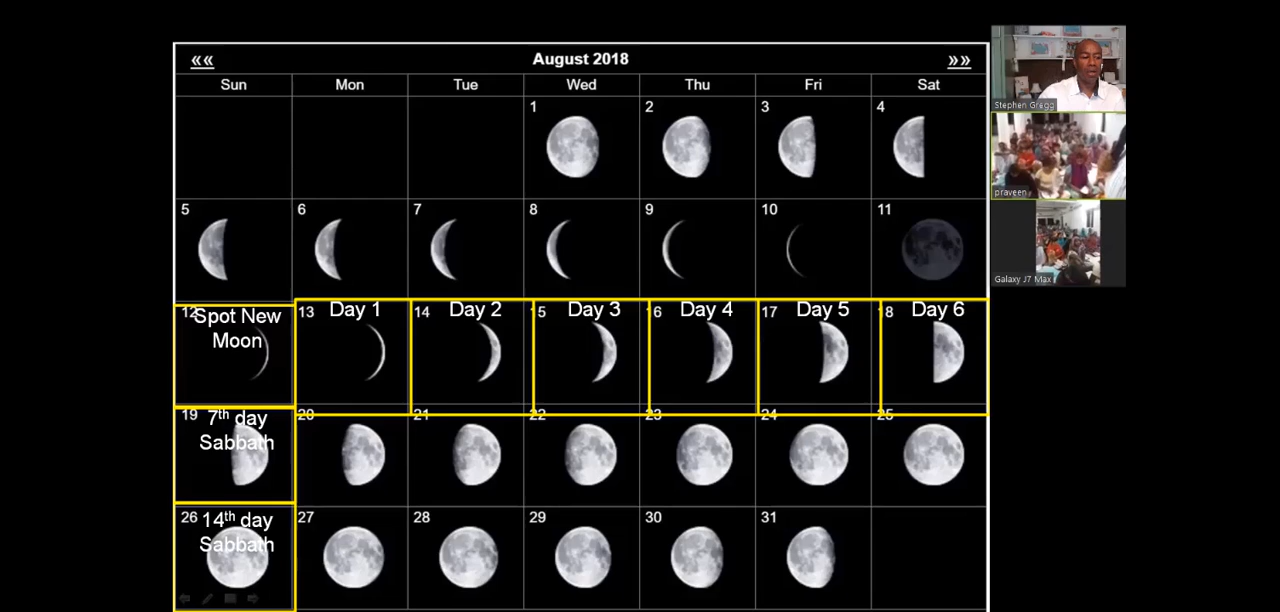 «« August 2018 »»
Sun Mon Tue Wed Thu Fri Sat
1 2 3 4
5 6 7 8 9 10 11
12 Spot New Moon 13 Day 1 14 Day 2 15 Day 3 16 Day 4 17 Day 5 18 Day 6
19 7th day Sabbath 20 21 22 23 24 25
26 14th day Sabbath 27 28 29 30 31
Stephen Gregg
praveen
Galaxy J7 Max